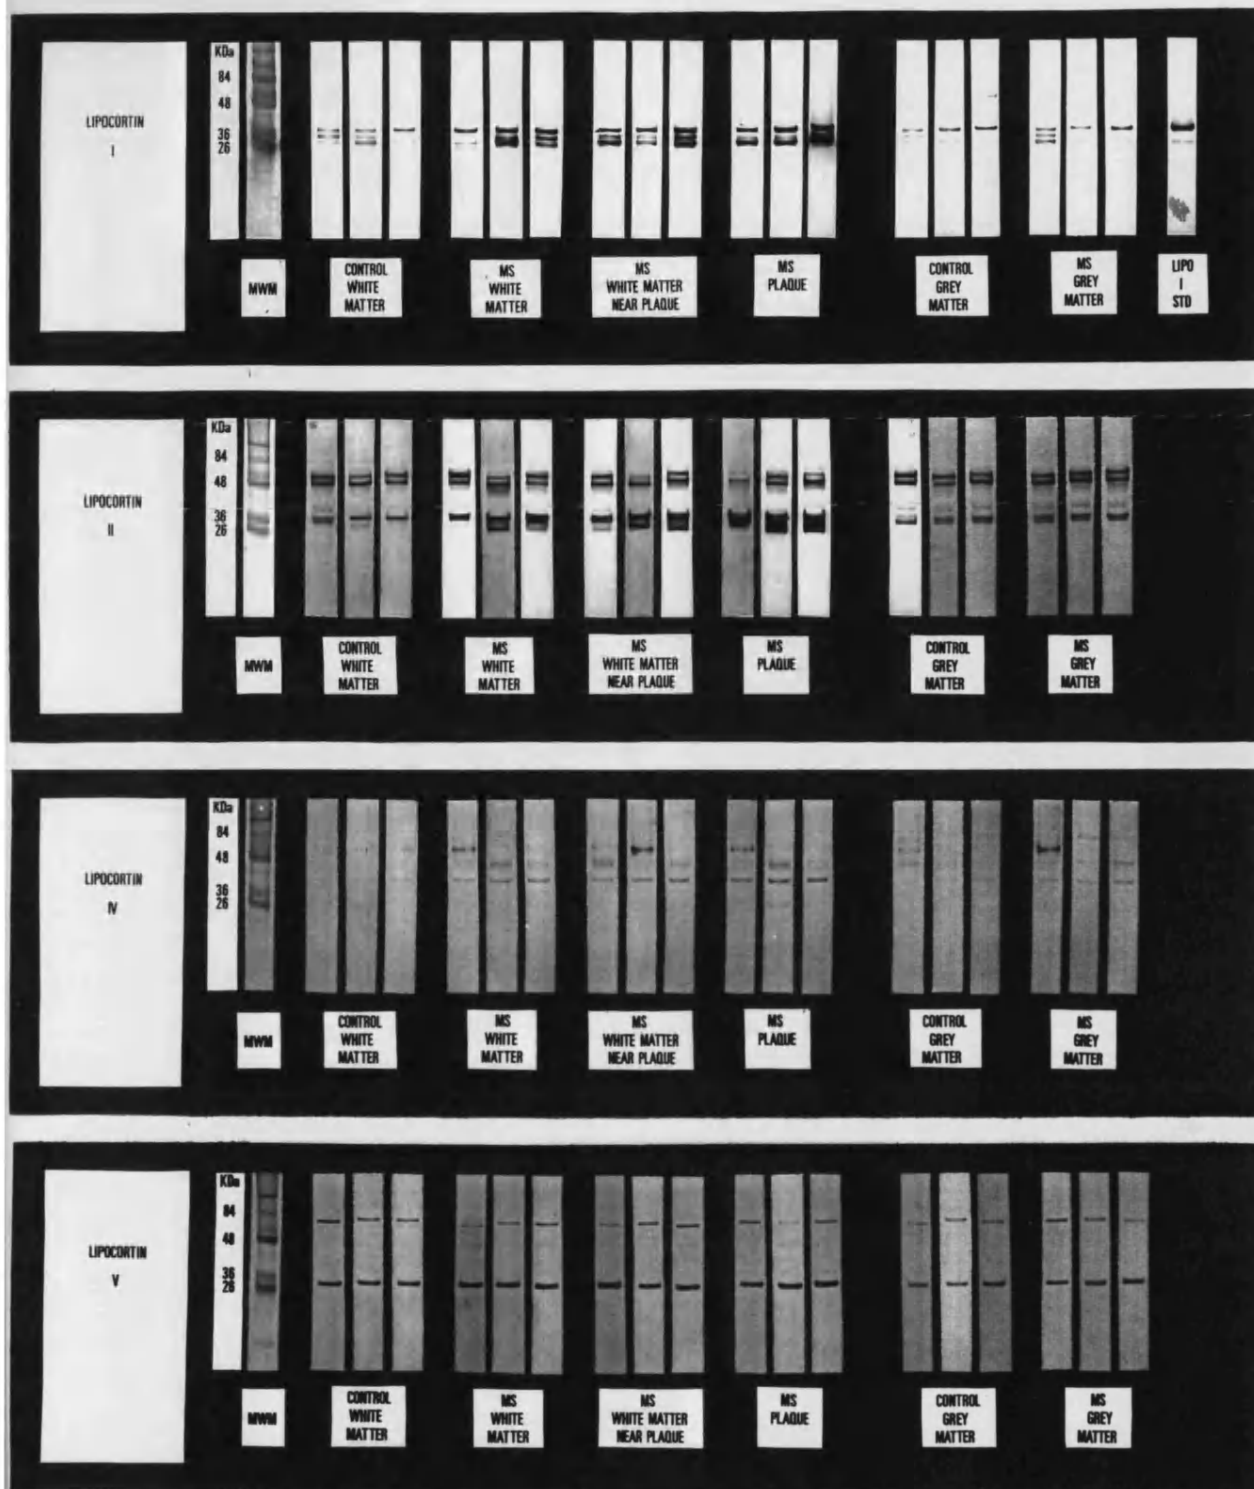 LIPOCORTIN
I
KDa
84
48
36
26
MWM
CONTROL
WHITE
MATTER
MS
WHITE
MATTER
MS
WHITE MATTER
NEAR PLAQUE
MS
PLAQUE
CONTROL
GREY
MATTER
MS
GREY
MATTER
LIPO
I
STD
LIPOCORTIN
II
KDa
84
48
36
26
MWM
CONTROL
WHITE
MATTER
MS
WHITE
MATTER
MS
WHITE MATTER
NEAR PLAQUE
MS
PLAQUE
CONTROL
GREY
MATTER
MS
GREY
MATTER
LIPOCORTIN
IV
KDa
84
48
36
26
MWM
CONTROL
WHITE
MATTER
MS
WHITE
MATTER
MS
WHITE MATTER
NEAR PLAQUE
MS
PLAQUE
CONTROL
GREY
MATTER
MS
GREY
MATTER
LIPOCORTIN
V
KDa
84
48
36
26
MWM
CONTROL
WHITE
MATTER
MS
WHITE
MATTER
MS
WHITE MATTER
NEAR PLAQUE
MS
PLAQUE
CONTROL
GREY
MATTER
MS
GREY
MATTER